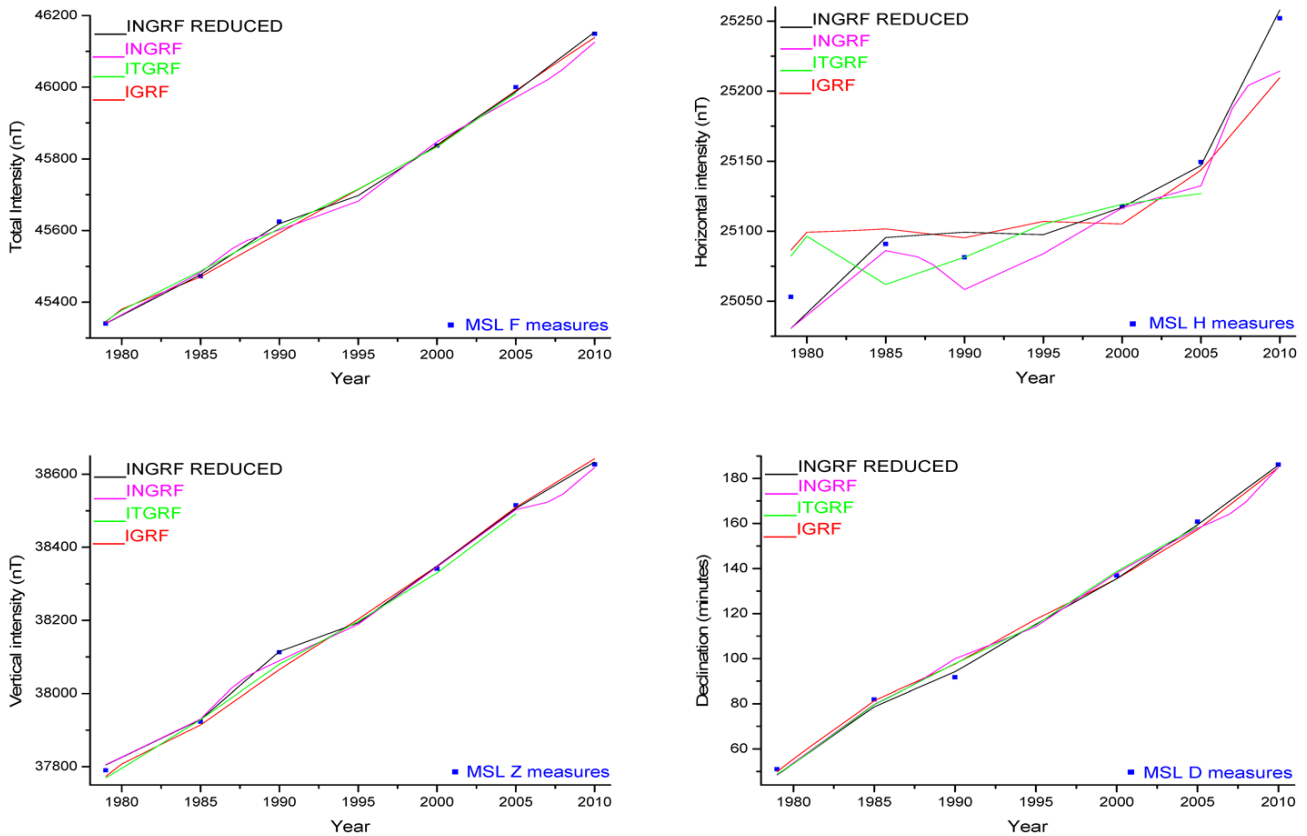 46200
46000
45800
45600
45400
Total Intensity (nT)
INGRF REDUCED
INGRF
ITGRF
IGRF
MSL F measures
1980 1985 1990 1995 2000 2005 2010
Year
25250
25200
25150
25100
25050
Horizontal intensity (nT)
INGRF REDUCED
INGRF
ITGRF
IGRF
MSL H measures
1980 1985 1990 1995 2000 2005 2010
Year
38600
38400
38200
38000
37800
Vertical intensity (nT)
INGRF REDUCED
INGRF
ITGRF
IGRF
MSL Z measures
1980 1985 1990 1995 2000 2005 2010
Year
180
160
140
120
100
80
60
Declination (minutes)
INGRF REDUCED
INGRF
ITGRF
IGRF
MSL D measures
1980 1985 1990 1995 2000 2005 2010
Year